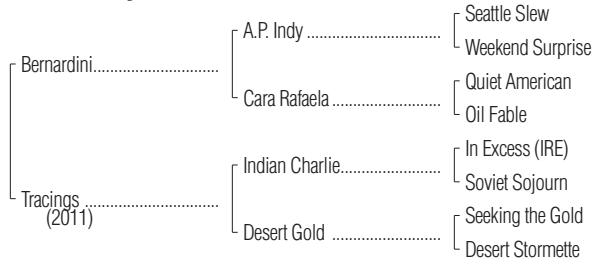 Seattle Slew
A.P. Indy ..............................
Weekend Surprise
Bernardini............................
Quiet American
Cara Rafaela ........................
Oil Fable
In Excess (IRE)
Indian Charlie......................
Soviet Sojourn
Tracings ..............................
(2011)
Seeking the Gold
Desert Gold ........................
Desert Stormette